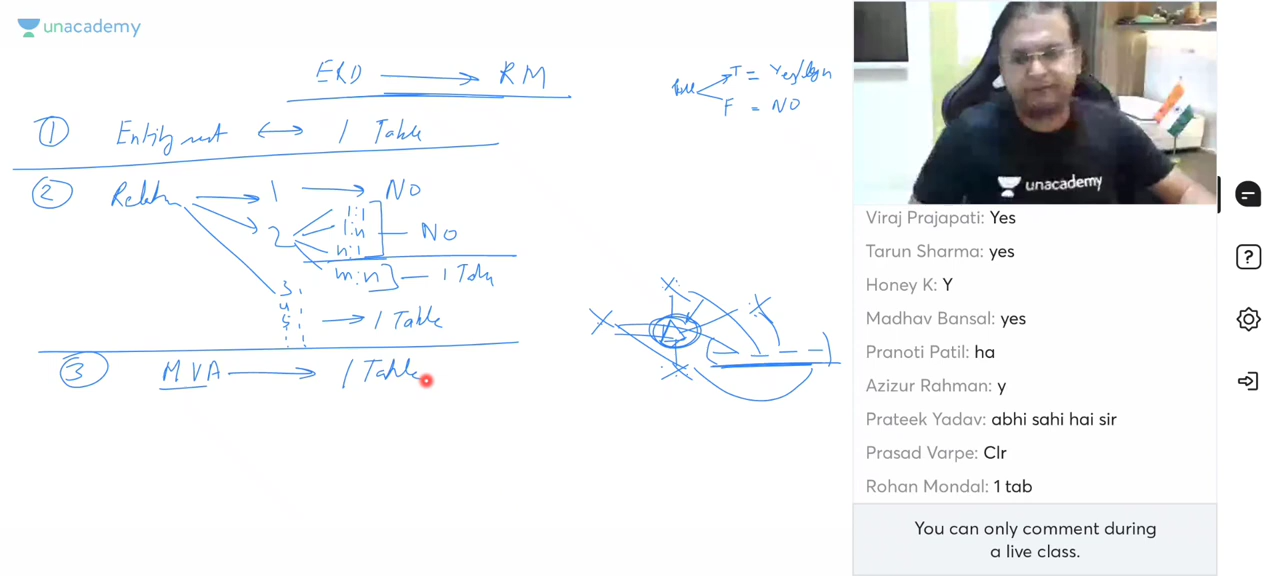 unacademy
ERD → RM
T = Yes/
F = NO
① Entity set ↔ 1 Table
② Relatn → 1 → NO
→ 2
1:1
1:n
n:1
NO
m:n — 1 Table
3
4
5
→ 1 Table
③ MVA → 1 Table
unacademy
Viraj Prajapati: Yes
Tarun Sharma: yes
Honey K: Y
Madhav Bansal: yes
Pranoti Patil: ha
Azizur Rahman: y
Prateek Yadav: abhi sahi hai sir
Prasad Varpe: Clr
Rohan Mondal: 1 tab
You can only comment during
a live class.